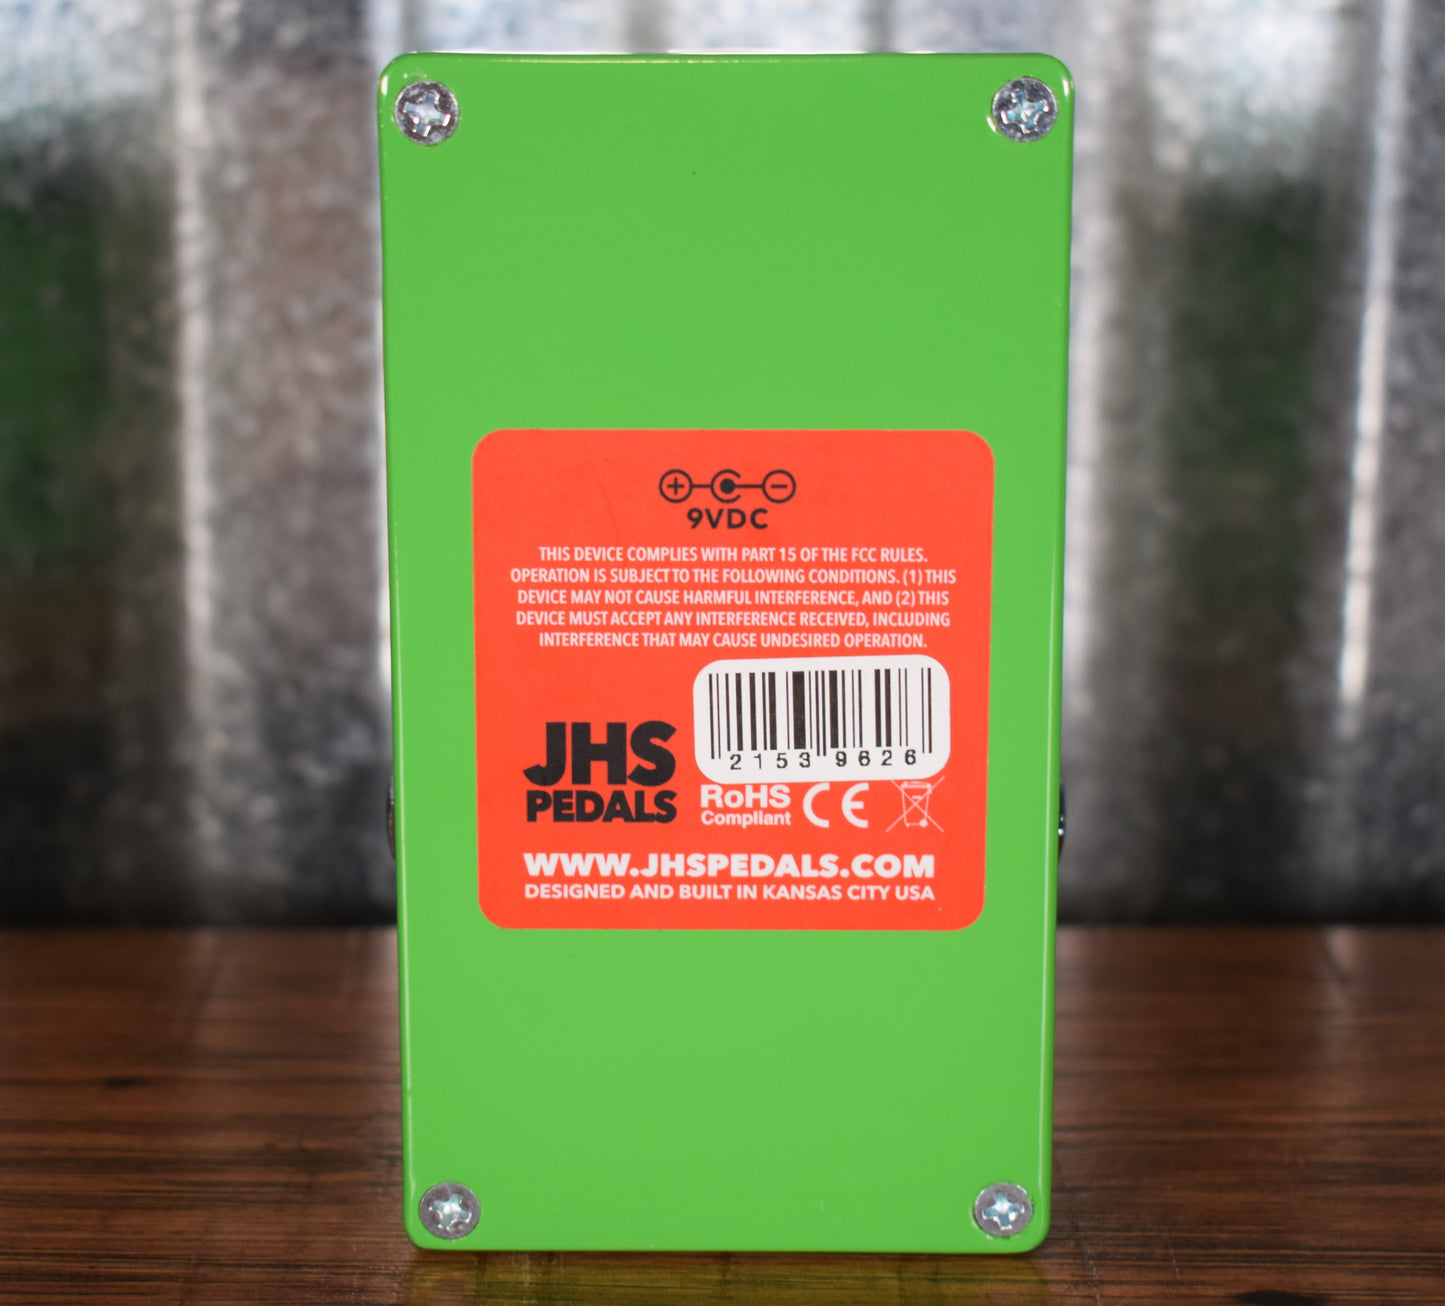 9VDC
THIS DEVICE COMPLIES WITH PART 15 OF THE FCC RULES.
OPERATION IS SUBJECT TO THE FOLLOWING CONDITIONS. (1) THIS
DEVICE MAY NOT CAUSE HARMFUL INTERFERENCE, AND (2) THIS
DEVICE MUST ACCEPT ANY INTERFERENCE RECEIVED, INCLUDING
INTERFERENCE THAT MAY CAUSE UNDESIRED OPERATION.
2153 9626
JHS
PEDALS
RoHS
Compliant
CE
WWW.JHSPEDALS.COM
DESIGNED AND BUILT IN KANSAS CITY USA